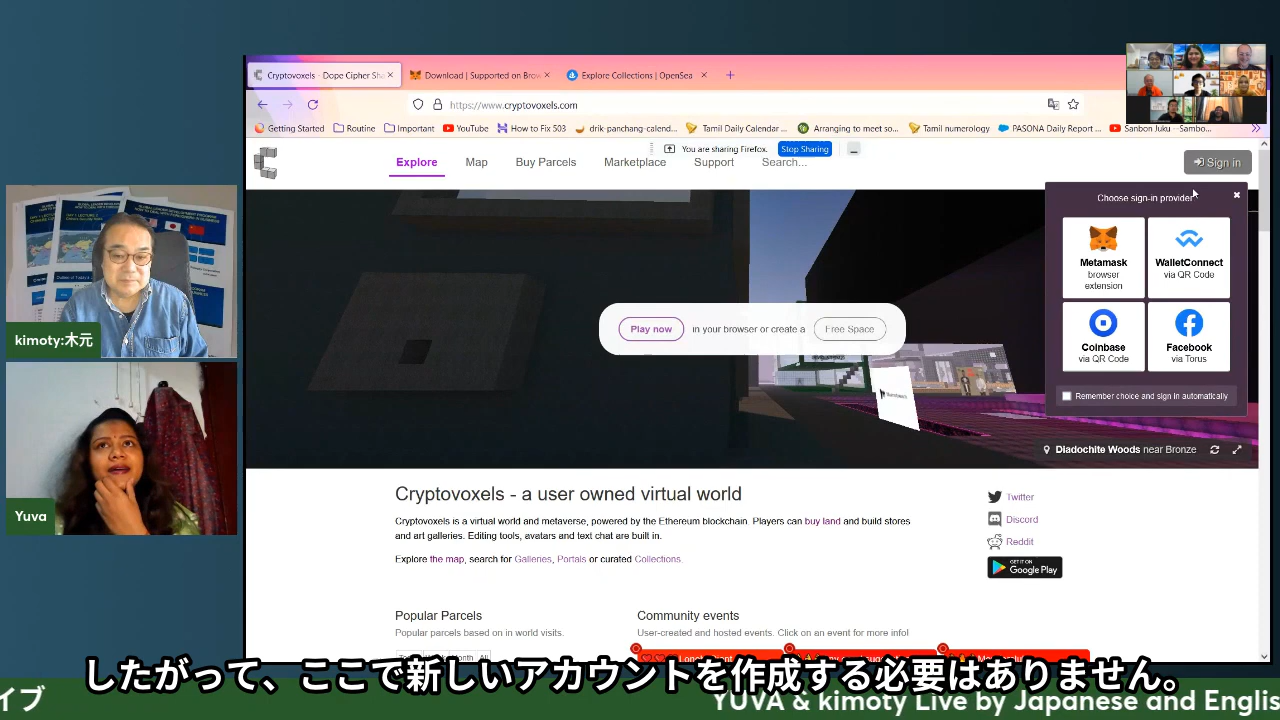 Cryptovoxels - Dope Cipher Sha
Download | Supported on Brow
Explore Collections | OpenSea
https://www.cryptovoxels.com
Getting Started
Routine
Important
YouTube
How to Fix 503
drik-panchang-calend...
Tamil Daily Calendar ...
Arranging to meet so...
Tamil numerology
PASONA Daily Report ...
Sanbon Juku --Sambo...
You are sharing Firefox.
Stop Sharing
Explore
Map
Buy Parcels
Marketplace
Support
Search...
Sign in
Choose sign-in provider
Metamask
browser
extension
WalletConnect
via QR Code
Coinbase
via QR Code
Facebook
via Torus
Remember choice and sign in automatically
Play now in your browser or create a Free Space
Diadochite Woods near Bronze
kimoty:木元
Yuva
Cryptovoxels - a user owned virtual world
Cryptovoxels is a virtual world and metaverse, powered by the Ethereum blockchain. Players can buy land and build stores
and art galleries. Editing tools, avatars and text chat are built in.
Explore the map, search for Galleries, Portals or curated Collections.
Twitter
Discord
Reddit
GET IT ON
Google Play
Popular Parcels
Popular parcels based on in world visits.
Community events
User-created and hosted events. Click on an event for more info!
したがって、ここで新しいアカウントを作成する必要はありません。
イブ
YUVA & kimoty Live by Japanese and Englis